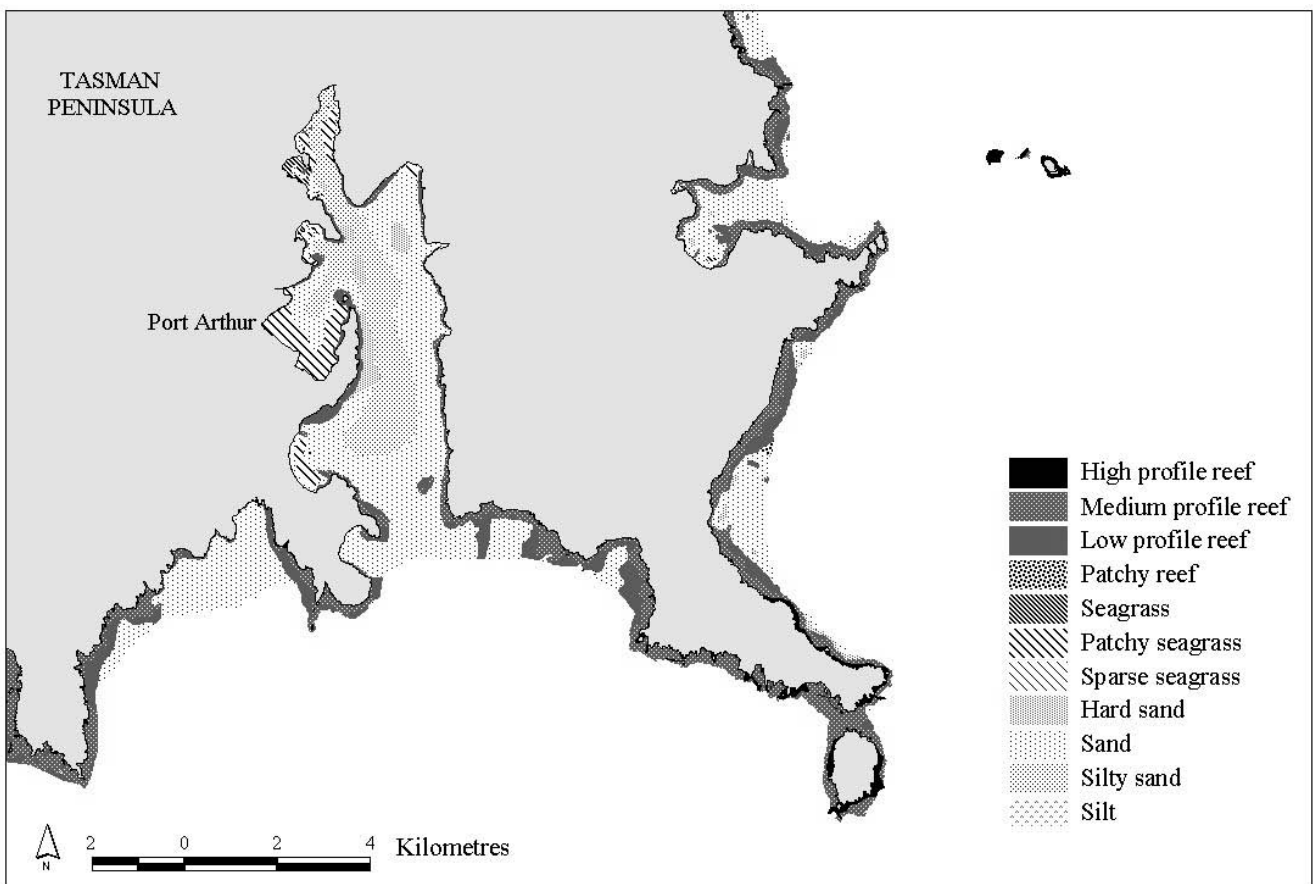 TASMAN
PENINSULA
Port Arthur
High profile reef
Medium profile reef
Low profile reef
Patchy reef
Seagrass
Patchy seagrass
Sparse seagrass
Hard sand
Sand
Silty sand
Silt
N
2 0 2 4 Kilometres